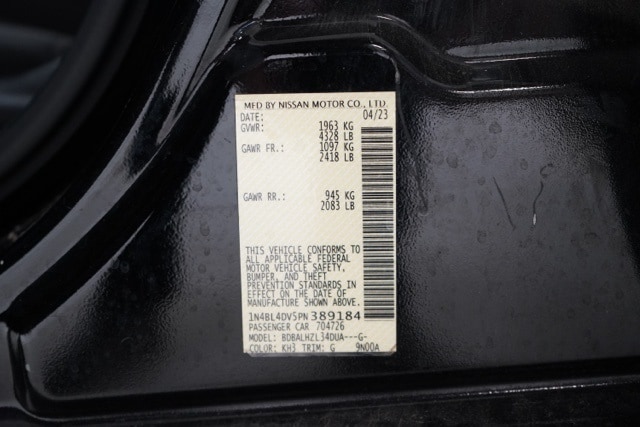 MFD BY NISSAN MOTOR CO., LTD.
DATE: 04/23
GVWR: 1963 KG
4328 LB
GAWR FR.: 1097 KG
2418 LB
GAWR RR.: 945 KG
2083 LB
THIS VEHICLE CONFORMS TO
ALL APPLICABLE FEDERAL
MOTOR VEHICLE SAFETY,
BUMPER, AND THEFT
PREVENTION STANDARDS IN
EFFECT ON THE DATE OF
MANUFACTURE SHOWN ABOVE.
1N4BL4DV5PN389184
PASSENGER CAR 704726
MODEL: BDBALHZL34DUA---G-
COLOR: KH3 TRIM: G 9N00A